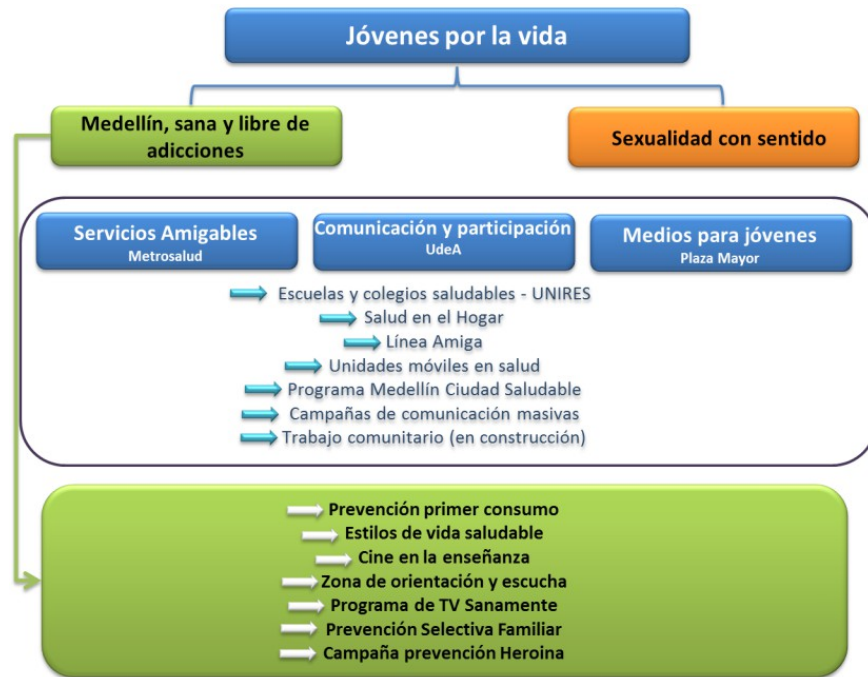 Jóvenes por la vida
Medellín, sana y libre de
adicciones
Sexualidad con sentido
Servicios Amigables
Metrosalud
Comunicación y participación
UdeA
Medios para jóvenes
Plaza Mayor
Escuelas y colegios saludables - UNIRES
Salud en el Hogar
Línea Amiga
Unidades móviles en salud
Programa Medellín Ciudad Saludable
Campañas de comunicación masivas
Trabajo comunitario (en construcción)
Prevención primer consumo
Estilos de vida saludable
Cine en la enseñanza
Zona de orientación y escucha
Programa de TV Sanamente
Prevención Selectiva Familiar
Campaña prevención Heroina